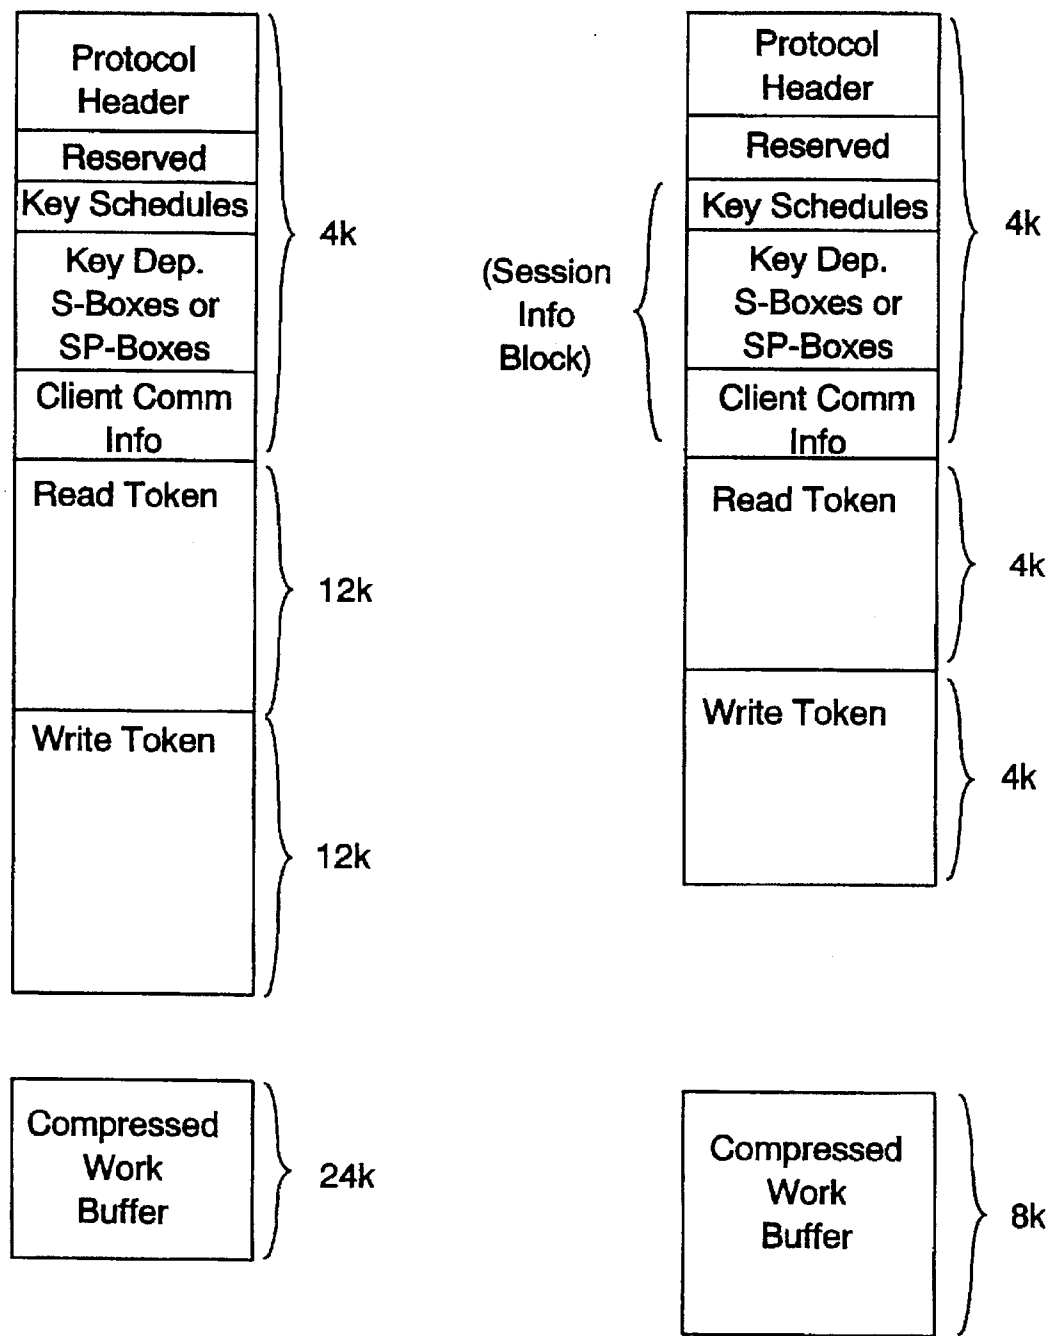 Protocol
Header
Reserved
Key Schedules
Key Dep.
S-Boxes or
SP-Boxes
Client Comm
Info
4k
Read Token
12k
Write Token
12k
Compressed
Work
Buffer
24k
Protocol
Header
Reserved
Key Schedules
Key Dep.
S-Boxes or
SP-Boxes
Client Comm
Info
4k
(Session
Info
Block)
Read Token
4k
Write Token
4k
Compressed
Work
Buffer
8k